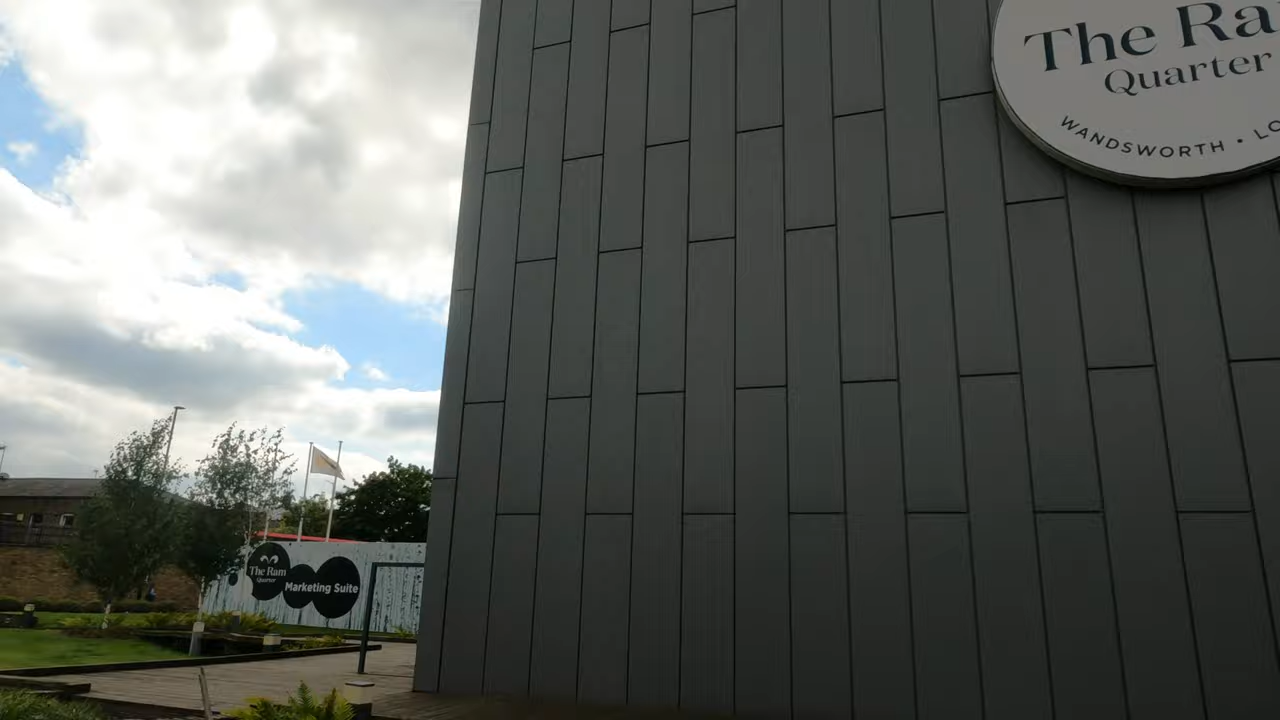 The Ra
Quarter
WANDSWORTH • LO
The Ram
Quarter
Marketing Suite